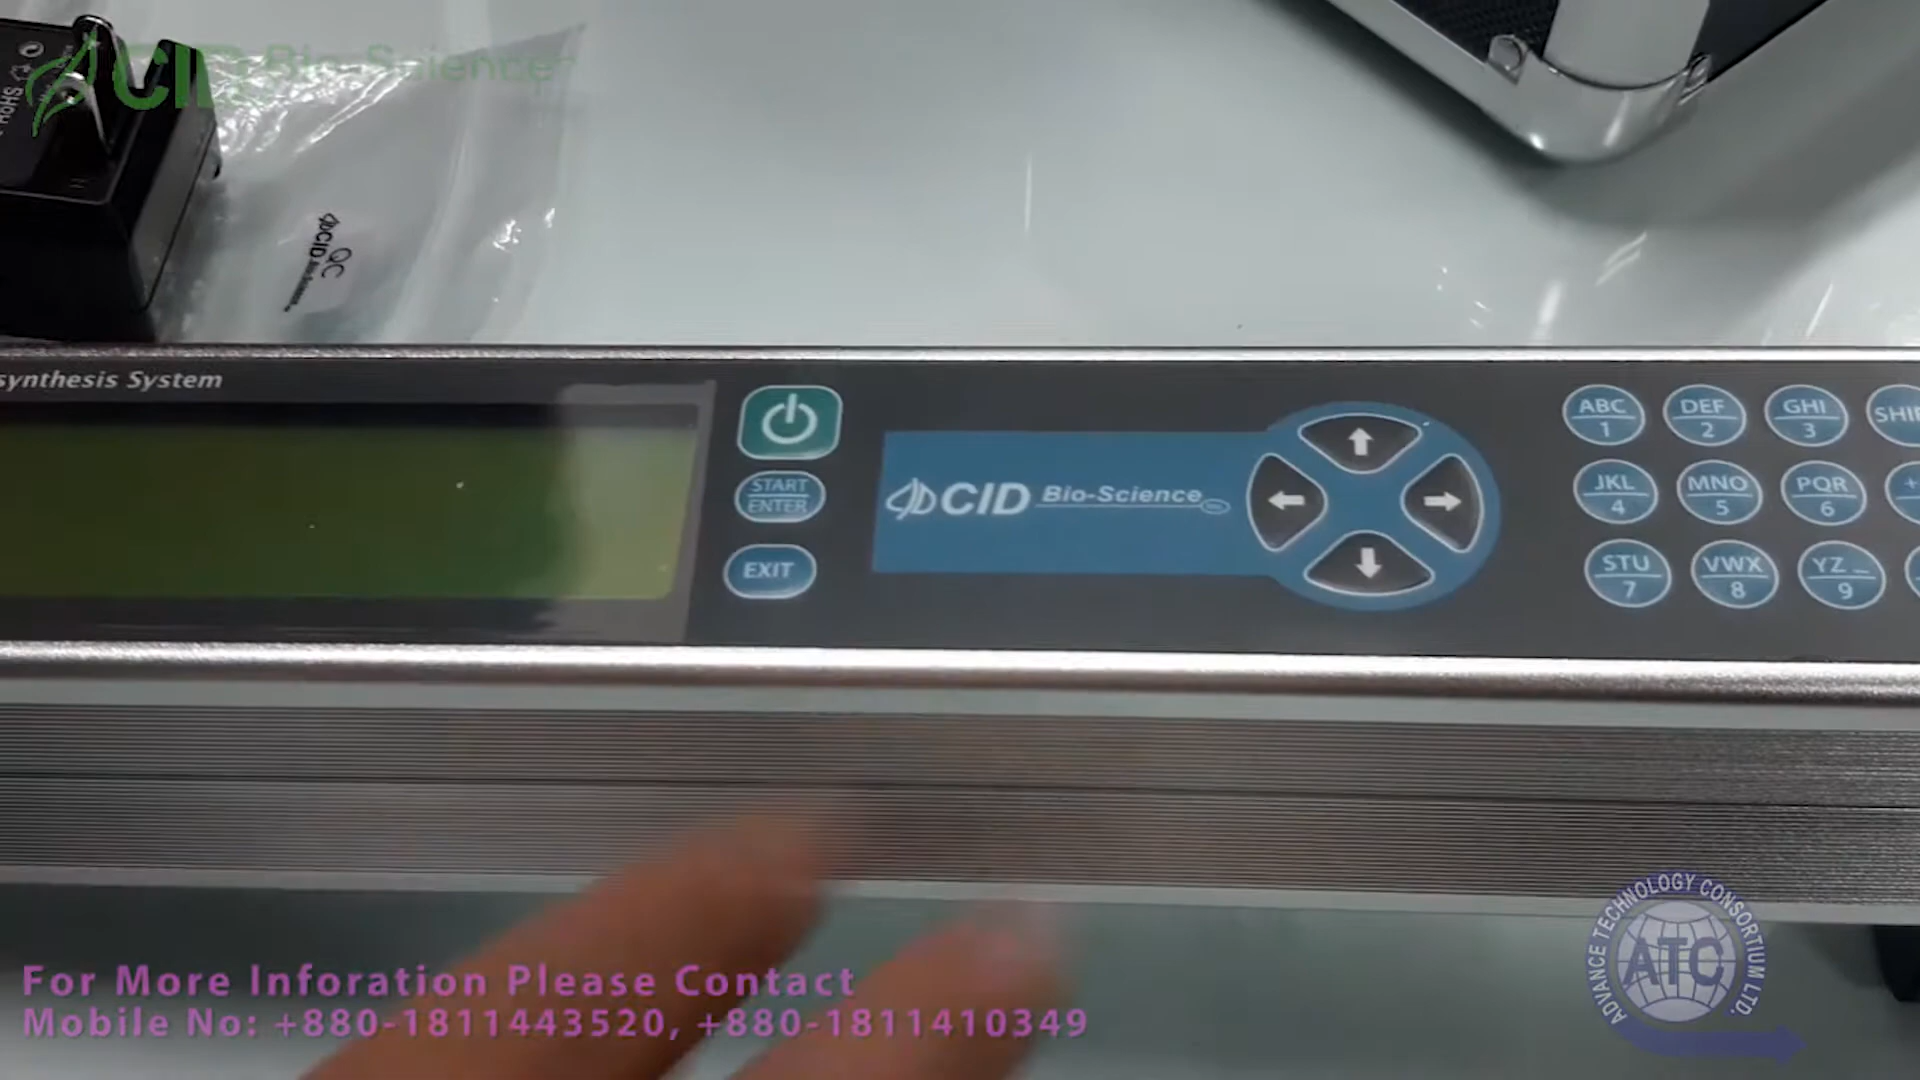 CID Bio-Science
RoHS
QC
CID Bio-Science
synthesis System
START
ENTER
EXIT
CID Bio-Science
ABC
1
DEF
2
GHI
3
SHIF
JKL
4
MNO
5
PQR
6
+
STU
7
VWX
8
YZ_
9
For More Inforation Please Contact
Mobile No: +880-1811443520, +880-1811410349
ADVANCE TECHNOLOGY CONSORTIUM LTD.
ATC